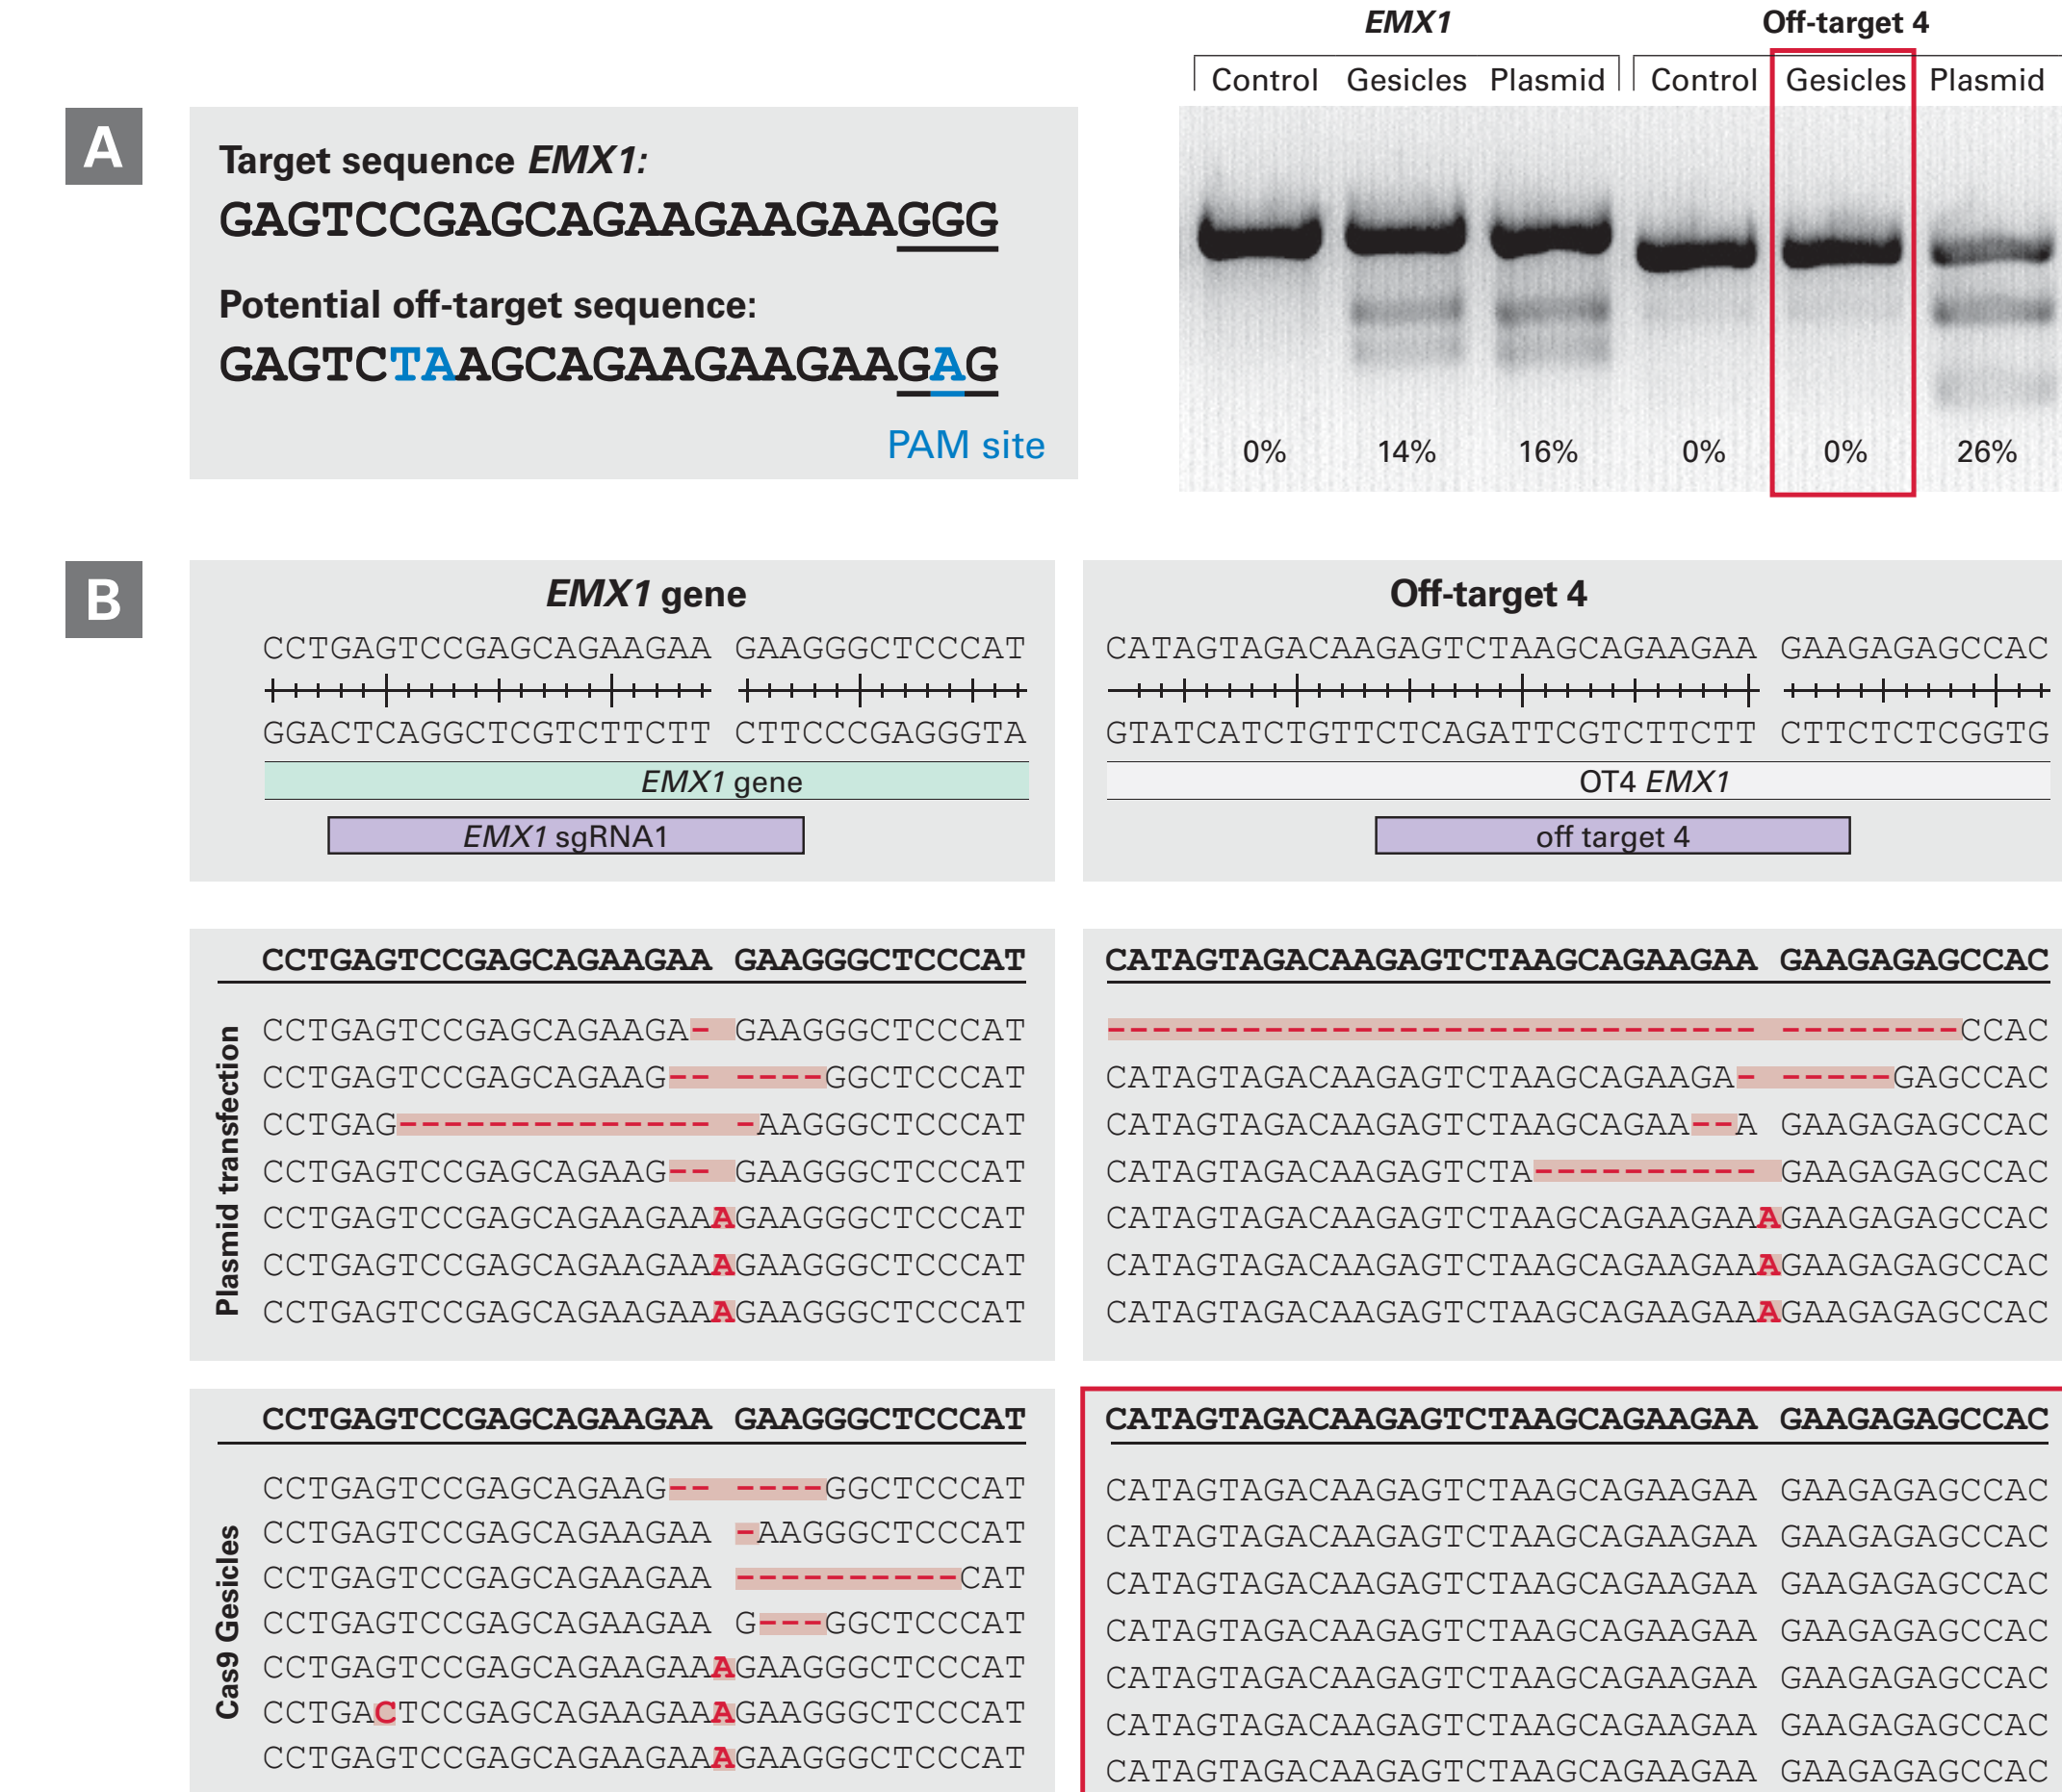 A
Target sequence EMX1:
GAGTCCGAGCAGAAGAAGAAGGG
Potential off-target sequence:
GAGTCTAAGCAGAAGAAGAAGAG
PAM site
EMX1
Off-target 4
Control Gesicles Plasmid Control Gesicles Plasmid
0% 14% 16% 0% 0% 26%
B
EMX1 gene
CCTGAGTCCGAGCAGAAGAA GAAGGGCTCCCAT
GGACTCAGGCTCGTCTTCTT CTTCCCGAGGGTA
EMX1 gene
EMX1 sgRNA1
Off-target 4
CATAGTAGACAAGAGTCTAAGCAGAAGAA GAAGAGAGCCAC
GTATCATCTGTTCTCAGATTCGTCTTCTT CTTCTCTCGGTG
OT4 EMX1
off target 4
Plasmid transfection
CCTGAGTCCGAGCAGAAGAA GAAGGGCTCCCAT
CCTGAGTCCGAGCAGAAGA- GAAGGGCTCCCAT
CCTGAGTCCGAGCAGAAG-- ----GGCTCCCAT
CCTGAG-------------- -AAGGGCTCCCAT
CCTGAGTCCGAGCAGAAG-- GAAGGGCTCCCAT
CCTGAGTCCGAGCAGAAGAAAGAAGGGCTCCCAT
CCTGAGTCCGAGCAGAAGAAAGAAGGGCTCCCAT
CCTGAGTCCGAGCAGAAGAAAGAAGGGCTCCCAT
CATAGTAGACAAGAGTCTAAGCAGAAGAA GAAGAGAGCCAC
----------------------------- --------CCAC
CATAGTAGACAAGAGTCTAAGCAGAAGA- -----GAGCCAC
CATAGTAGACAAGAGTCTAAGCAGAA--A GAAGAGAGCCAC
CATAGTAGACAAGAGTCTA---------- GAAGAGAGCCAC
CATAGTAGACAAGAGTCTAAGCAGAAGAAAGAAGAGAGCCAC
CATAGTAGACAAGAGTCTAAGCAGAAGAAAGAAGAGAGCCAC
CATAGTAGACAAGAGTCTAAGCAGAAGAAAGAAGAGAGCCAC
Cas9 Gesicles
CCTGAGTCCGAGCAGAAGAA GAAGGGCTCCCAT
CCTGAGTCCGAGCAGAAG-- ----GGCTCCCAT
CCTGAGTCCGAGCAGAAGAA -AAGGGCTCCCAT
CCTGAGTCCGAGCAGAAGAA ----------CAT
CCTGAGTCCGAGCAGAAGAA G---GGCTCCCAT
CCTGAGTCCGAGCAGAAGAAAGAAGGGCTCCCAT
CCTGACTCCGAGCAGAAGAAAGAAGGGCTCCCAT
CCTGAGTCCGAGCAGAAGAAAGAAGGGCTCCCAT
CATAGTAGACAAGAGTCTAAGCAGAAGAA GAAGAGAGCCAC
CATAGTAGACAAGAGTCTAAGCAGAAGAA GAAGAGAGCCAC
CATAGTAGACAAGAGTCTAAGCAGAAGAA GAAGAGAGCCAC
CATAGTAGACAAGAGTCTAAGCAGAAGAA GAAGAGAGCCAC
CATAGTAGACAAGAGTCTAAGCAGAAGAA GAAGAGAGCCAC
CATAGTAGACAAGAGTCTAAGCAGAAGAA GAAGAGAGCCAC
CATAGTAGACAAGAGTCTAAGCAGAAGAA GAAGAGAGCCAC
CATAGTAGACAAGAGTCTAAGCAGAAGAA GAAGAGAGCCAC